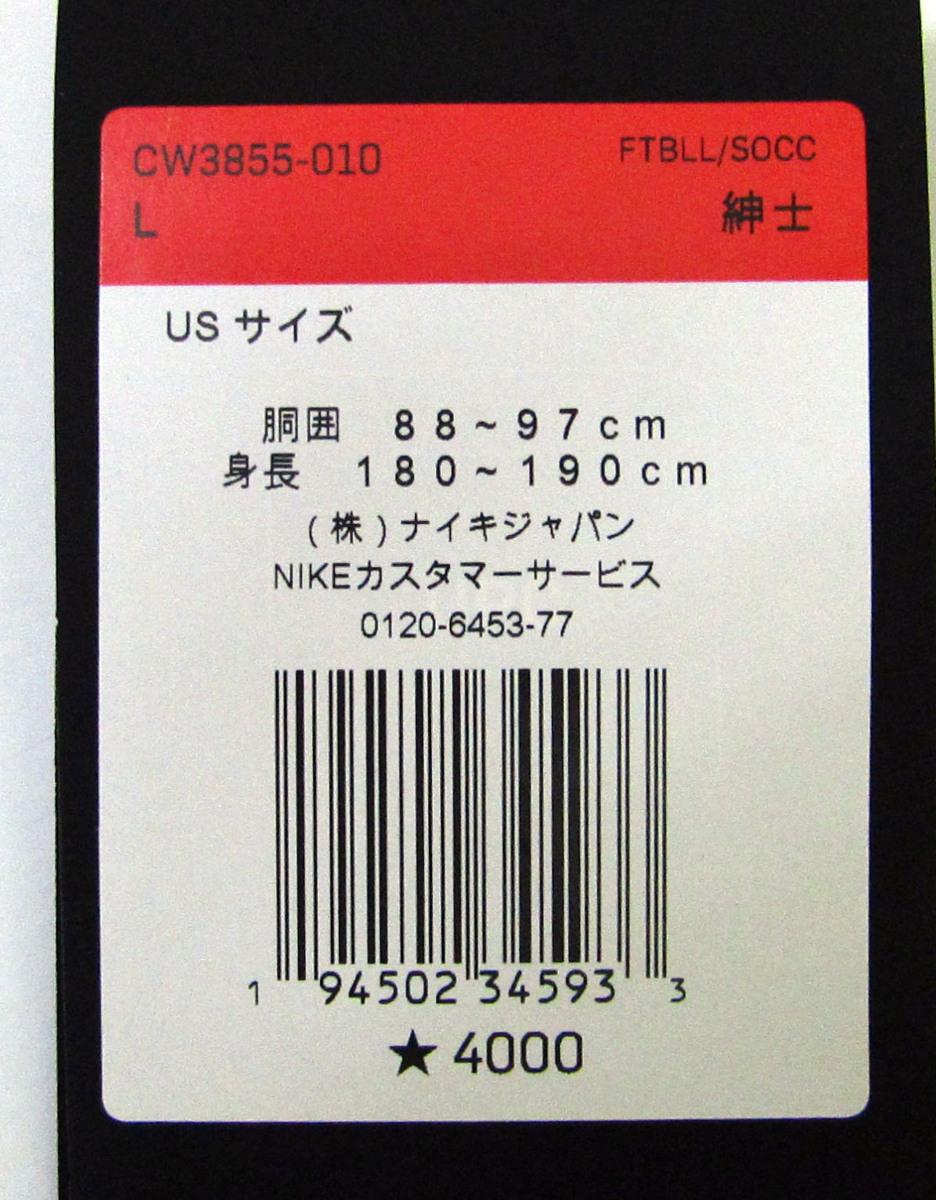 CW3855-010
FTBLL/SOCC
L
紳士
US サイズ
胴囲 88~97cm
身長 180~190cm
(株)ナイキジャパン
NIKEカスタマーサービス
0120-6453-77
1 94502 34593 3
★ 4000